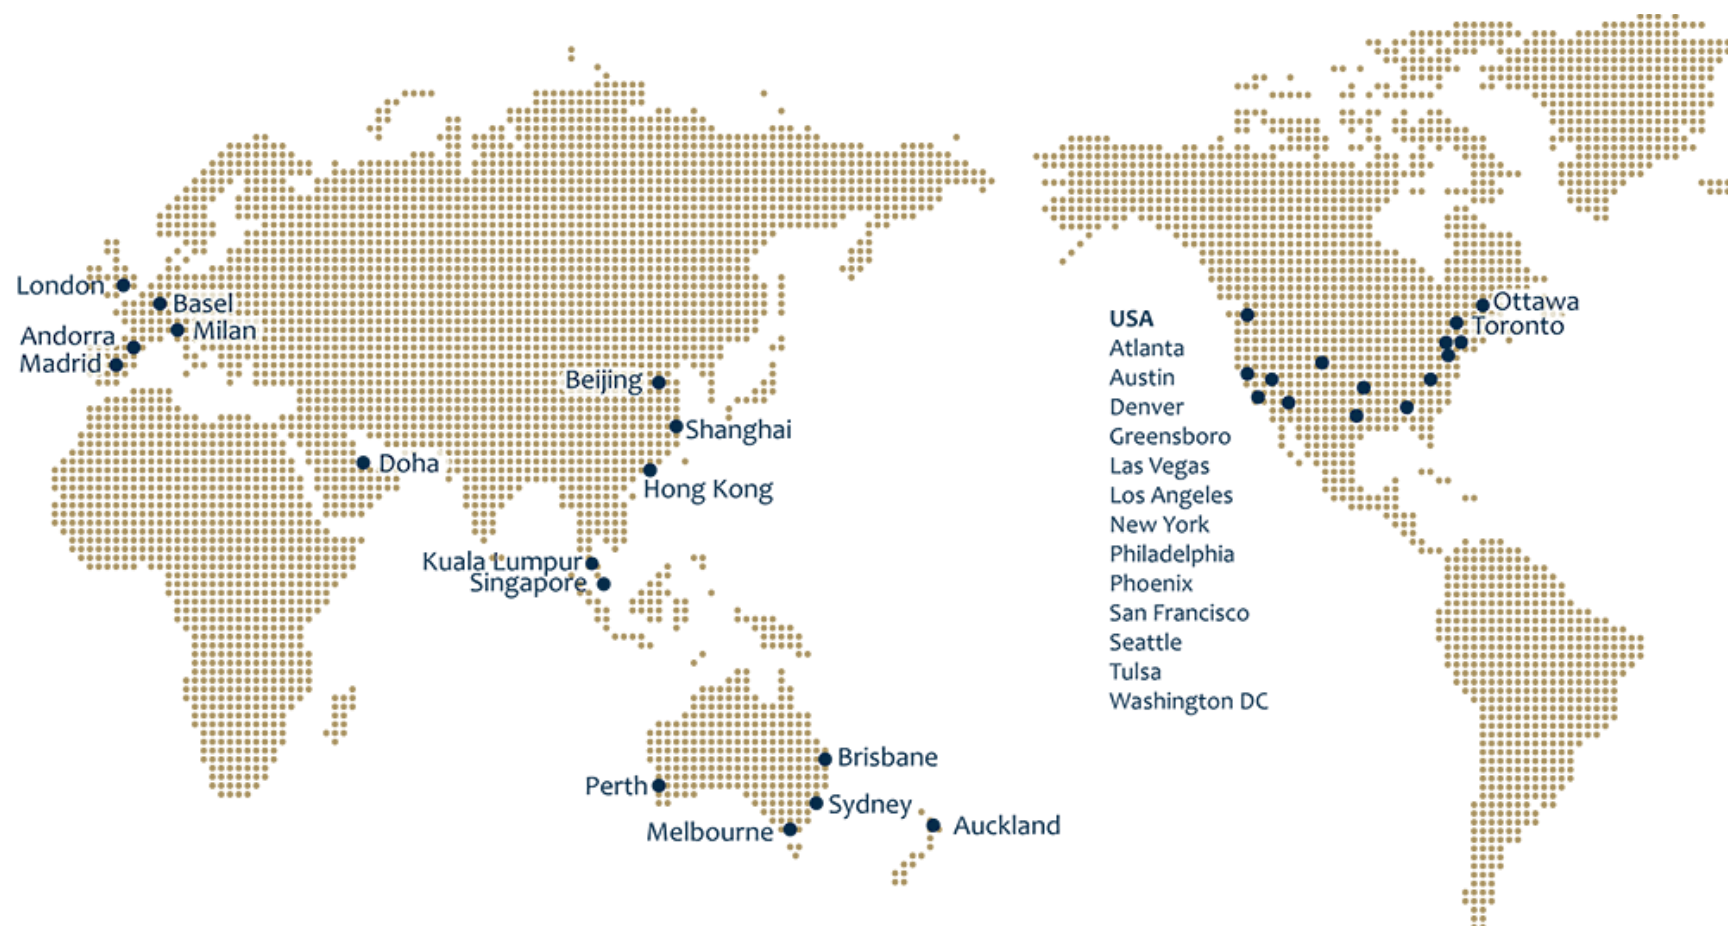 London
Basel
Milan
Andorra
Madrid
Beijing
Shanghai
Doha
Hong Kong
Kuala Lumpur
Singapore
Brisbane
Perth
Sydney
Melbourne
Auckland
Ottawa
Toronto
USA
Atlanta
Austin
Denver
Greensboro
Las Vegas
Los Angeles
New York
Philadelphia
Phoenix
San Francisco
Seattle
Tulsa
Washington DC